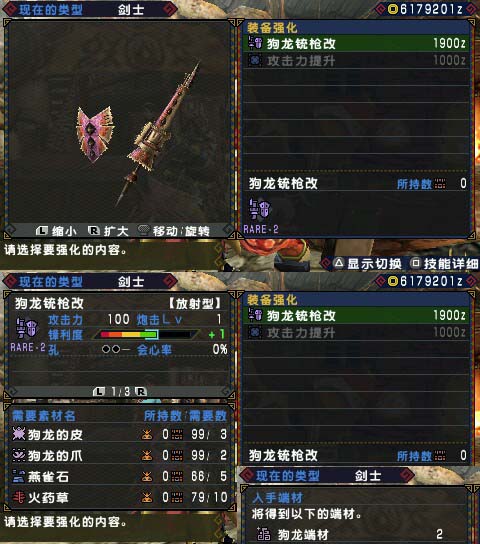 现在的类型 剑士
6179201z
装备强化
狗龙铳枪改 1900z
攻击力提升 1000z
狗龙铳枪改 所持数 0
RARE-2
L 缩小 R 扩大 移动/旋转
请选择要强化的内容。
△显示切换 □技能详细
现在的类型 剑士
6179201z
狗龙铳枪改 【放射型】
攻击力 100 炮击Lv 1
锋利度 +1
RARE-2
孔 ○○— 会心率 0%
L 1/3 R
需要素材名 所持数/需要数
狗龙的皮 0 99/ 3
狗龙的爪 0 99/ 2
燕雀石 0 66/ 5
火药草 0 79/10
请选择要强化的内容。
装备强化
狗龙铳枪改 1900z
攻击力提升 1000z
狗龙铳枪改 所持数 0
现在的类型 剑士
入手端材
将得到以下的端材。
狗龙端材 2